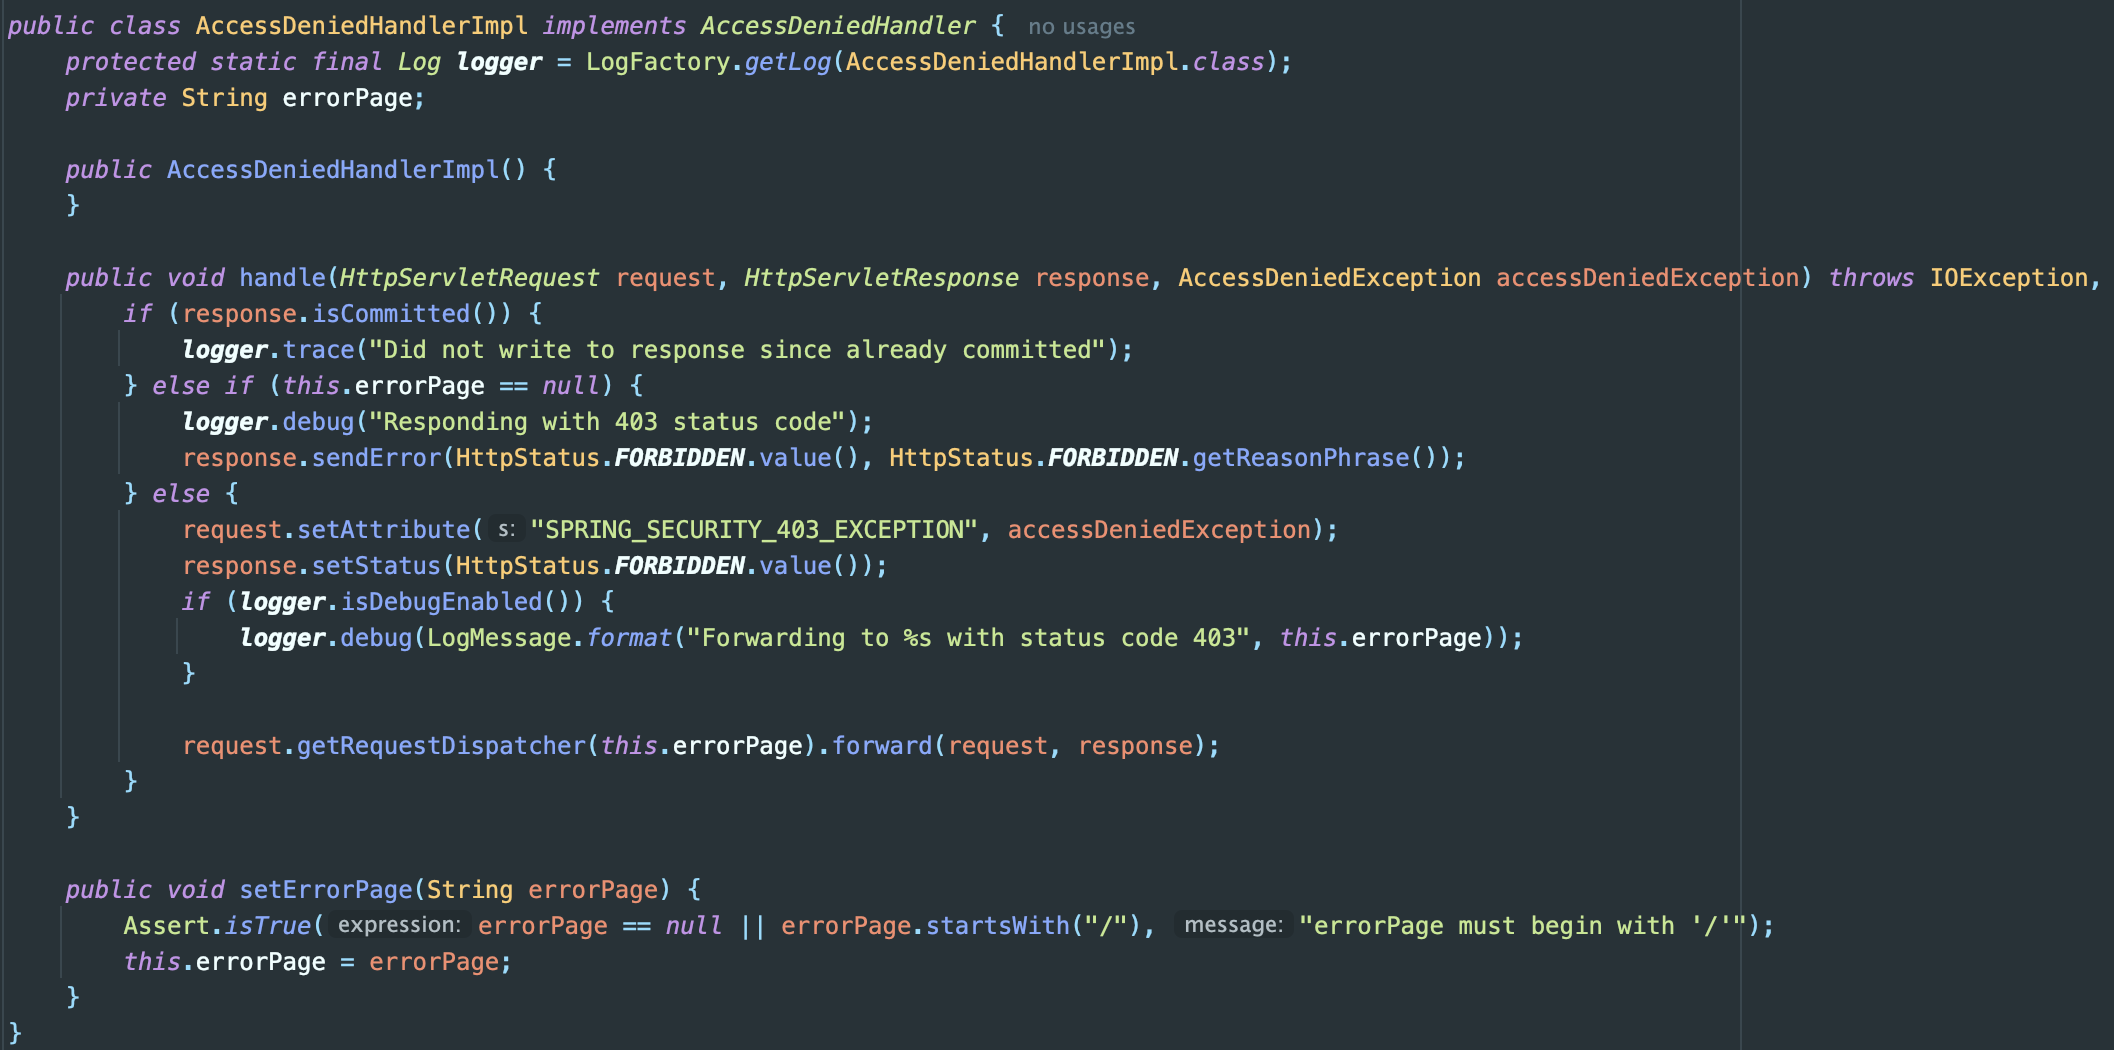 public class AccessDeniedHandlerImpl implements AccessDeniedHandler { no usages
    protected static final Log logger = LogFactory.getLog(AccessDeniedHandlerImpl.class);
    private String errorPage;

    public AccessDeniedHandlerImpl() {
    }

    public void handle(HttpServletRequest request, HttpServletResponse response, AccessDeniedException accessDeniedException) throws IOException,
        if (response.isCommitted()) {
            logger.trace("Did not write to response since already committed");
        } else if (this.errorPage == null) {
            logger.debug("Responding with 403 status code");
            response.sendError(HttpStatus.FORBIDDEN.value(), HttpStatus.FORBIDDEN.getReasonPhrase());
        } else {
            request.setAttribute( s: "SPRING_SECURITY_403_EXCEPTION", accessDeniedException);
            response.setStatus(HttpStatus.FORBIDDEN.value());
            if (logger.isDebugEnabled()) {
                logger.debug(LogMessage.format("Forwarding to %s with status code 403", this.errorPage));
            }

            request.getRequestDispatcher(this.errorPage).forward(request, response);
        }
    }

    public void setErrorPage(String errorPage) {
        Assert.isTrue( expression: errorPage == null || errorPage.startsWith("/"), message: "errorPage must begin with '/'");
        this.errorPage = errorPage;
    }
}